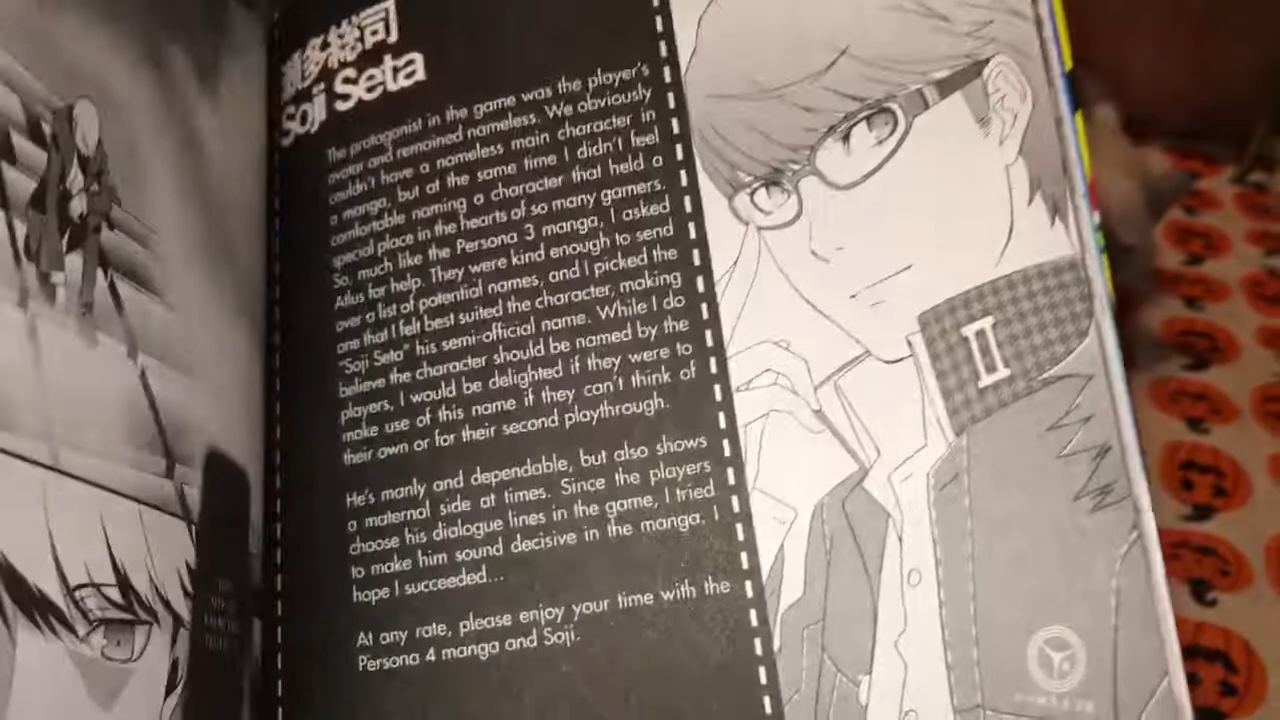 瀬多総司
Soji Seta
The protagonist in the game was the player's
avatar and remained nameless. We obviously
couldn't have a nameless main character in
a manga, but at the same time I didn't feel
comfortable naming a character that held a
special place in the hearts of so many gamers.
So, much like the Persona 3 manga, I asked
Atlus for help. They were kind enough to send
over a list of potential names, and I picked the
one that I felt best suited the character, making
"Soji Seta" his semi-official name. While I do
believe the character should be named by the
players, I would be delighted if they were to
make use of this name if they can't think of
their own or for their second playthrough.
He's manly and dependable, but also shows
a maternal side at times. Since the players
choose his dialogue lines in the game, I tried
to make him sound decisive in the manga. I
hope I succeeded...
At any rate, please enjoy your time with the
Persona 4 manga and Soji.
II